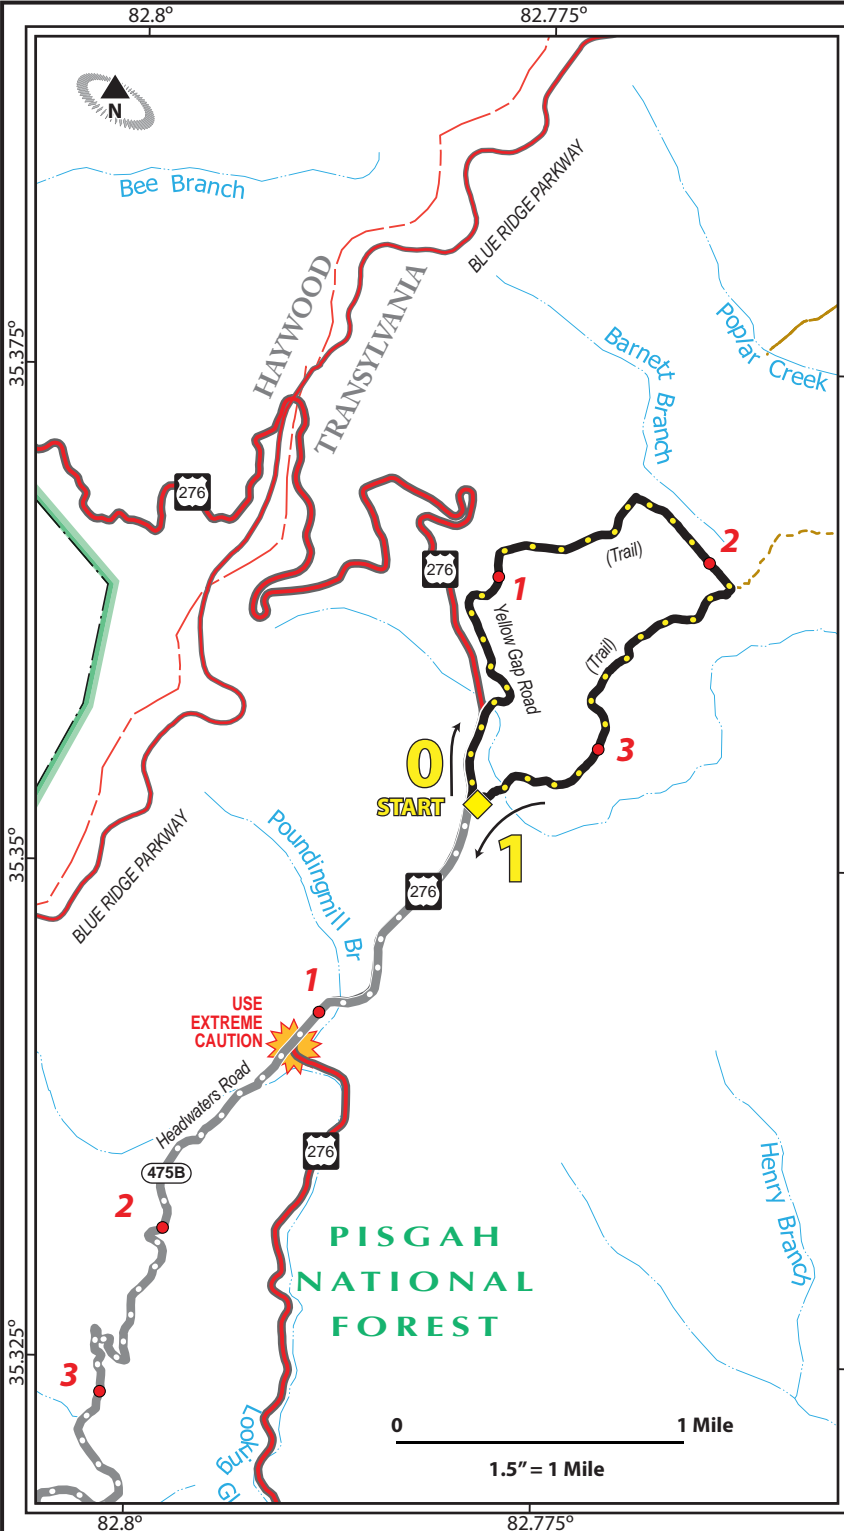 82.8°
82.775°
N
Bee Branch
BLUE RIDGE PARKWAY
HAYWOOD
TRANSYLVANIA
Poplar Creek
35.375°
Barnett
Branch
276
276
2
(Trail)
1
Yellow Gap Road
(Trail)
3
0
START
1
35.35°
BLUE RIDGE PARKWAY
Poundingmill Br
276
1
USE
EXTREME
CAUTION
Headwaters Road
475B
276
2
Henry Branch
PISGAH
NATIONAL
FOREST
35.325°
3
Looking Gl
0
1 Mile
1.5” = 1 Mile
82.8°
82.775°